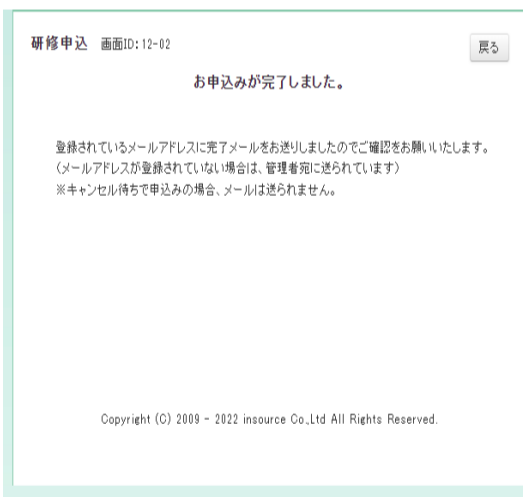 研修申込 画面ID:12-02
戻る
お申込みが完了しました。
登録されているメールアドレスに完了メールをお送りしましたのでご確認をお願いいたします。
(メールアドレスが登録されていない場合は、管理者宛に送られています)
※キャンセル待ちで申込みの場合、メールは送られません。
Copyright (C) 2009 - 2022 insource Co.,Ltd All Rights Reserved.